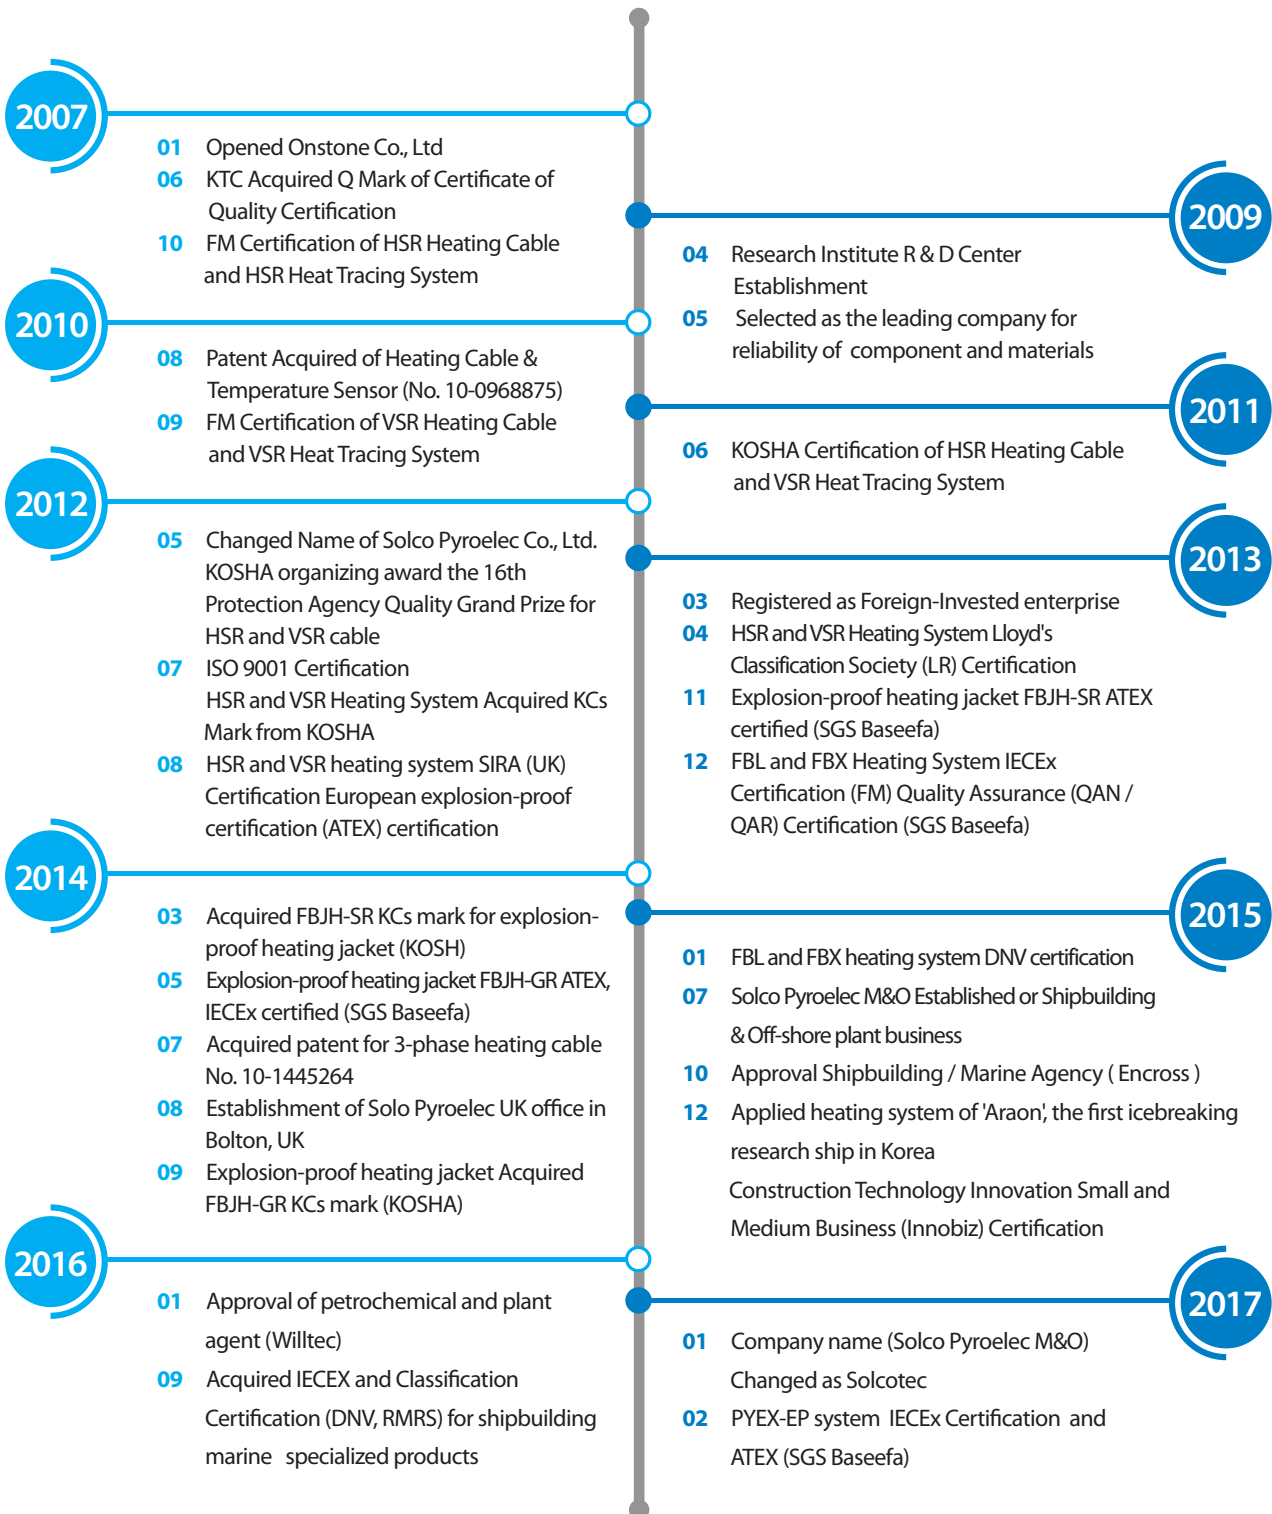 2007
01 Opened Onstone Co., Ltd
06 KTC Acquired Q Mark of Certificate of
Quality Certification
10 FM Certification of HSR Heating Cable
and HSR Heat Tracing System
2009
04 Research Institute R & D Center
Establishment
05 Selected as the leading company for
reliability of component and materials
2010
08 Patent Acquired of Heating Cable &
Temperature Sensor (No. 10-0968875)
09 FM Certification of VSR Heating Cable
and VSR Heat Tracing System
2011
06 KOSHA Certification of HSR Heating Cable
and VSR Heat Tracing System
2012
05 Changed Name of Solco Pyroelec Co., Ltd.
KOSHA organizing award the 16th
Protection Agency Quality Grand Prize for
HSR and VSR cable
07 ISO 9001 Certification
HSR and VSR Heating System Acquired KCs
Mark from KOSHA
08 HSR and VSR heating system SIRA (UK)
Certification European explosion-proof
certification (ATEX) certification
2013
03 Registered as Foreign-Invested enterprise
04 HSR and VSR Heating System Lloyd's
Classification Society (LR) Certification
11 Explosion-proof heating jacket FBJH-SR ATEX
certified (SGS Baseefa)
12 FBL and FBX Heating System IECEx
Certification (FM) Quality Assurance (QAN /
QAR) Certification (SGS Baseefa)
2014
03 Acquired FBJH-SR KCs mark for explosion-
proof heating jacket (KOSH)
05 Explosion-proof heating jacket FBJH-GR ATEX,
IECEx certified (SGS Baseefa)
07 Acquired patent for 3-phase heating cable
No. 10-1445264
08 Establishment of Solo Pyroelec UK office in
Bolton, UK
09 Explosion-proof heating jacket Acquired
FBJH-GR KCs mark (KOSHA)
2015
01 FBL and FBX heating system DNV certification
07 Solco Pyroelec M&O Established or Shipbuilding
& Off-shore plant business
10 Approval Shipbuilding / Marine Agency ( Encross )
12 Applied heating system of 'Araon', the first icebreaking
research ship in Korea
Construction Technology Innovation Small and
Medium Business (Innobiz) Certification
2016
01 Approval of petrochemical and plant
agent (Willtec)
09 Acquired IECEX and Classification
Certification (DNV, RMRS) for shipbuilding
marine specialized products
2017
01 Company name (Solco Pyroelec M&O)
Changed as Solcotec
02 PYEX-EP system IECEx Certification and
ATEX (SGS Baseefa)